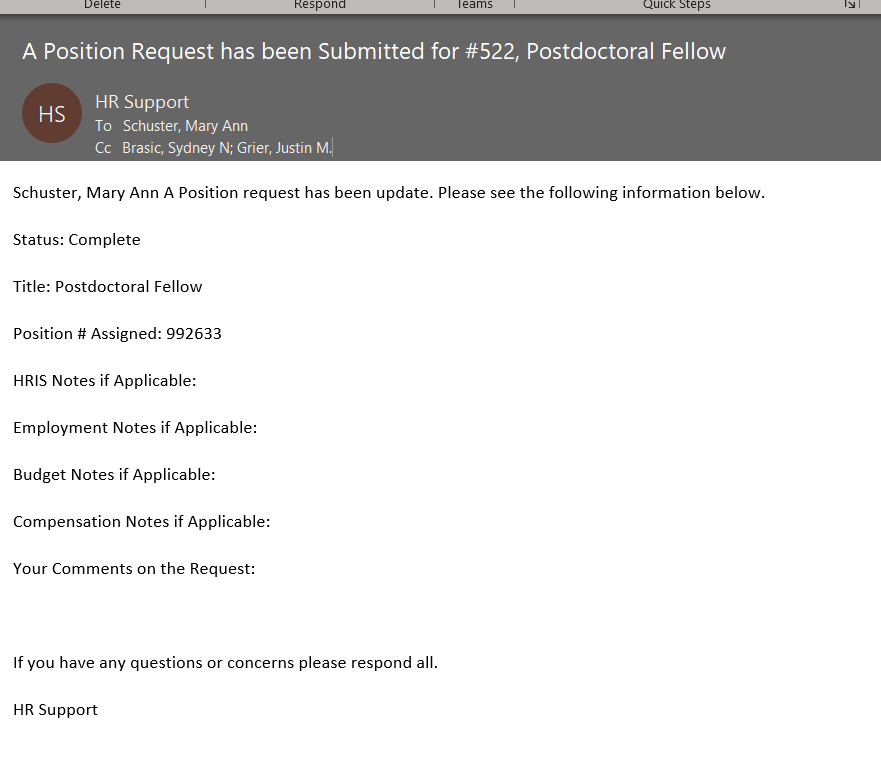 Delete Respond Teams Quick Steps
A Position Request has been Submitted for #522, Postdoctoral Fellow
HS
HR Support
To Schuster, Mary Ann
Cc Brasic, Sydney N; Grier, Justin M.
Schuster, Mary Ann A Position request has been update. Please see the following information below.
Status: Complete
Title: Postdoctoral Fellow
Position # Assigned: 992633
HRIS Notes if Applicable:
Employment Notes if Applicable:
Budget Notes if Applicable:
Compensation Notes if Applicable:
Your Comments on the Request:
If you have any questions or concerns please respond all.
HR Support